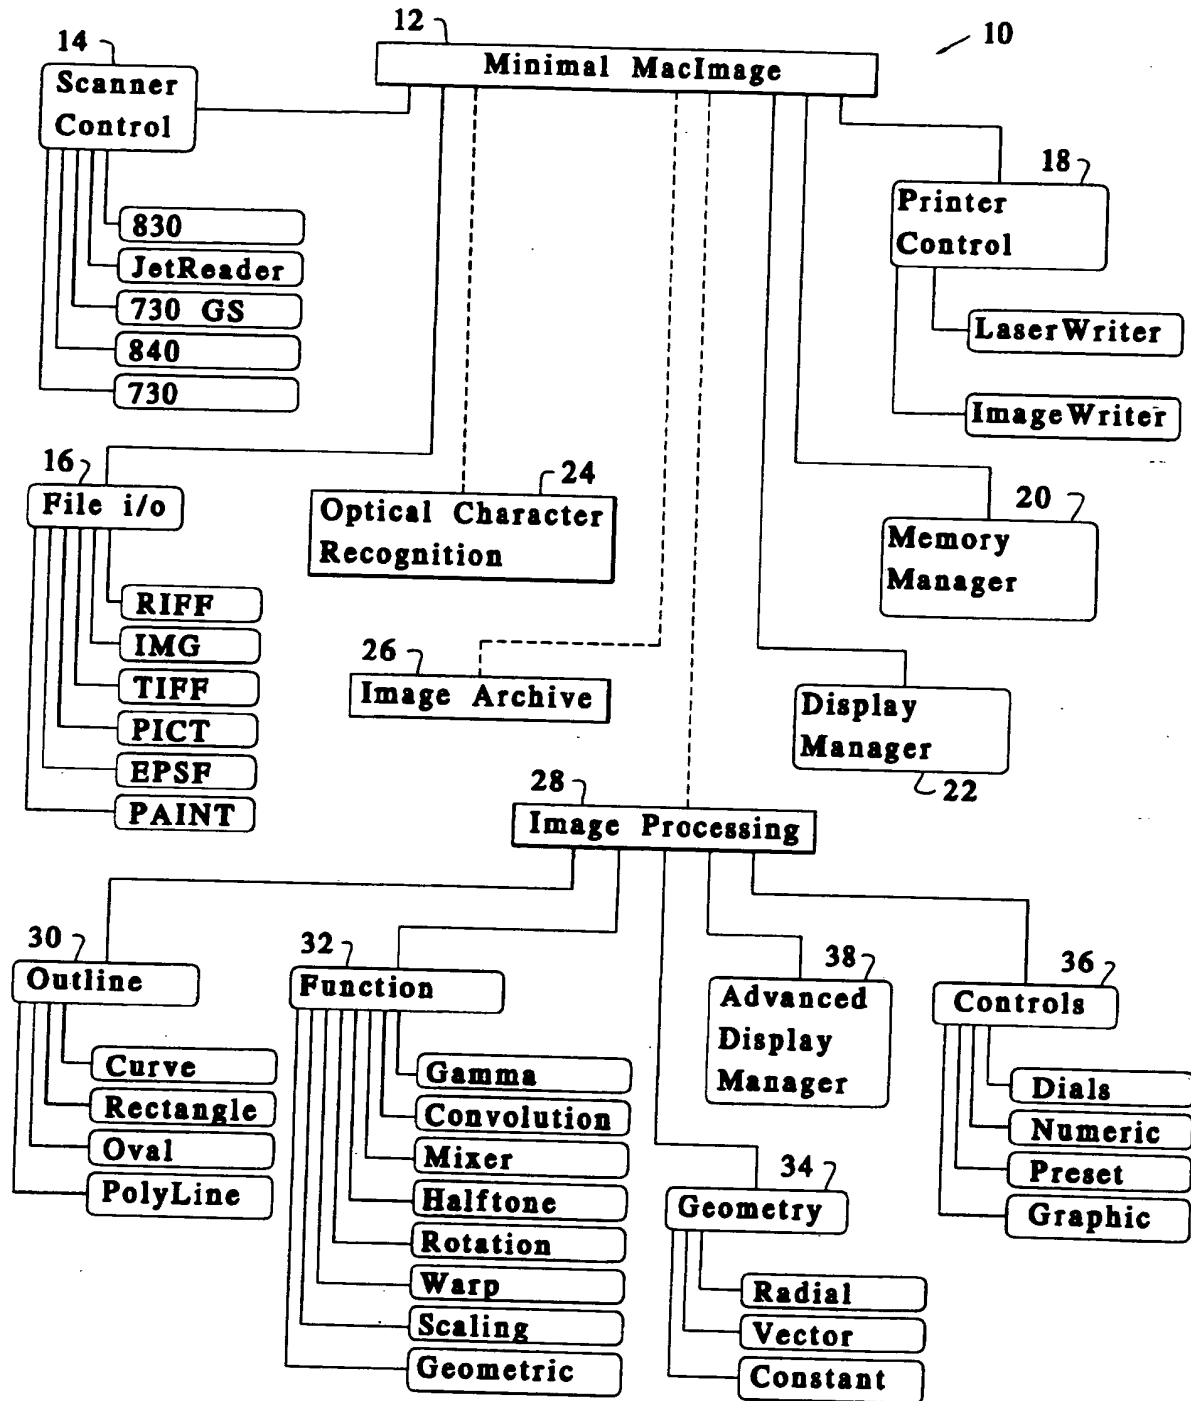 12
Minimal MacImage
10
14
Scanner
Control
830
JetReader
730 GS
840
730
18
Printer
Control
LaserWriter
ImageWriter
16
File i/o
RIFF
IMG
TIFF
PICT
EPSF
PAINT
24
Optical Character
Recognition
20
Memory
Manager
26
Image Archive
Display
Manager
22
28
Image Processing
30
Outline
Curve
Rectangle
Oval
PolyLine
32
Function
Gamma
Convolution
Mixer
Halftone
Rotation
Warp
Scaling
Geometric
38
Advanced
Display
Manager
34
Geometry
Radial
Vector
Constant
36
Controls
Dials
Numeric
Preset
Graphic